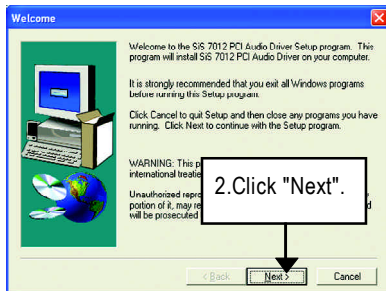 Welcome
Welcome to the SiS 7012 PCI Audio Driver Setup program. This
program will install SiS 7012 PCI Audio Driver on your computer.
It is strongly recommended that you exit all Windows programs
before running this Setup program.
Click Cancel to quit Setup and then close any programs you have
running. Click Next to continue with the Setup program.
WARNING: This p
international treatie
Unauthorized repro
portion of it, may re
will be prosecuted
2.Click "Next".
< Back
Next >
Cancel